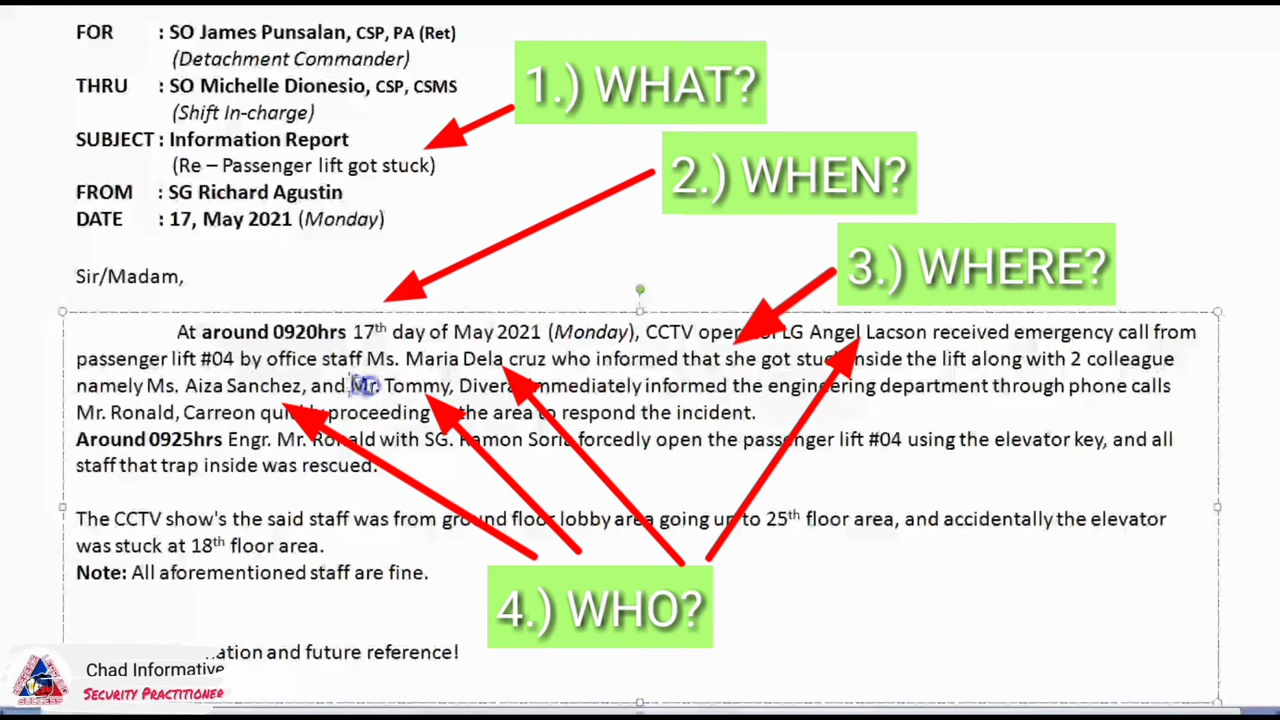 FOR : SO James Punsalan, CSP, PA (Ret)
(Detachment Commander)
THRU : SO Michelle Dionesio, CSP, CSMS
(Shift In-charge)
SUBJECT : Information Report
(Re – Passenger lift got stuck)
FROM : SG Richard Agustin
DATE : 17, May 2021 (Monday)
1.) WHAT?
2.) WHEN?
3.) WHERE?
Sir/Madam,
At around 0920hrs 17th day of May 2021 (Monday), CCTV LG Angel Lacson received emergency call from
passenger lift #04 by office staff Ms. Maria Dela cruz who informed that she got inside the lift along with 2 colleague
namely Ms. Aiza Sanchez, and Mr. Tommy, immediately informed the engineering department through phone calls
Mr. Ronald, Carreon quickly proceeding the area to respond the incident.
Around 0925hrs Engr. Mr. Ronald with SG. Ramon forcedly open the passenger lift #04 using the elevator key, and all
staff that trap inside was rescued.
The CCTV show's the said staff was from ground floor lobby area going up to 25th floor area, and accidentally the elevator
was stuck at 18th floor area.
Note: All aforementioned staff are fine.
4.) WHO?
and future reference!
Chad Informative
SECURITY PRACTITIONER